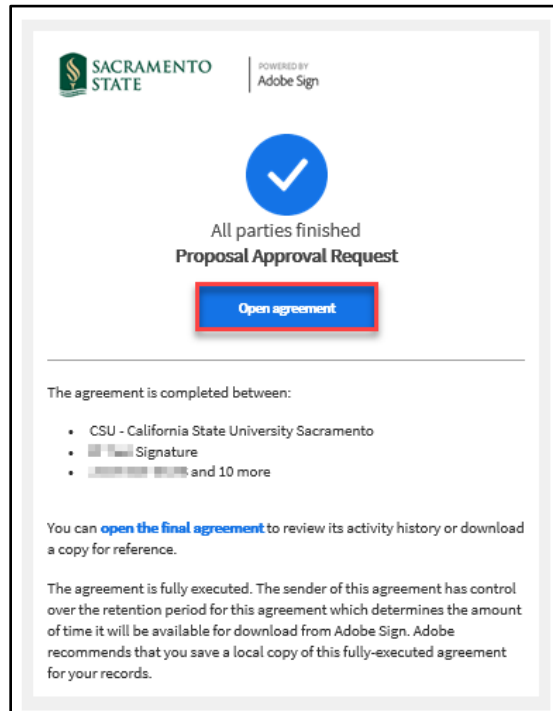 SACRAMENTO
STATE
POWERED BY
Adobe Sign
All parties finished
Proposal Approval Request
Open agreement
The agreement is completed between:
• CSU - California State University Sacramento
• Signature
• and 10 more
You can open the final agreement to review its activity history or download
a copy for reference.
The agreement is fully executed. The sender of this agreement has control
over the retention period for this agreement which determines the amount
of time it will be available for download from Adobe Sign. Adobe
recommends that you save a local copy of this fully-executed agreement
for your records.